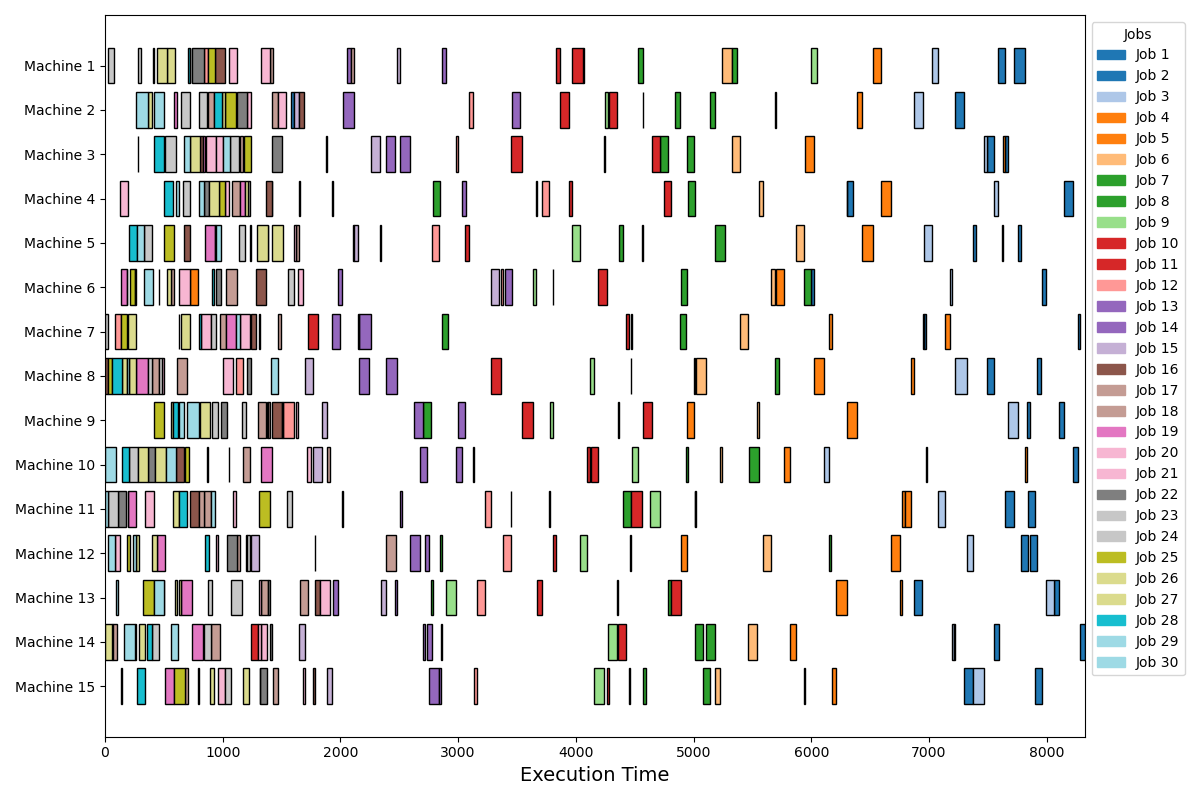 Machine 1
Machine 2
Machine 3
Machine 4
Machine 5
Machine 6
Machine 7
Machine 8
Machine 9
Machine 10
Machine 11
Machine 12
Machine 13
Machine 14
Machine 15
0 1000 2000 3000 4000 5000 6000 7000 8000
Execution Time
Jobs
Job 1
Job 2
Job 3
Job 4
Job 5
Job 6
Job 7
Job 8
Job 9
Job 10
Job 11
Job 12
Job 13
Job 14
Job 15
Job 16
Job 17
Job 18
Job 19
Job 20
Job 21
Job 22
Job 23
Job 24
Job 25
Job 26
Job 27
Job 28
Job 29
Job 30